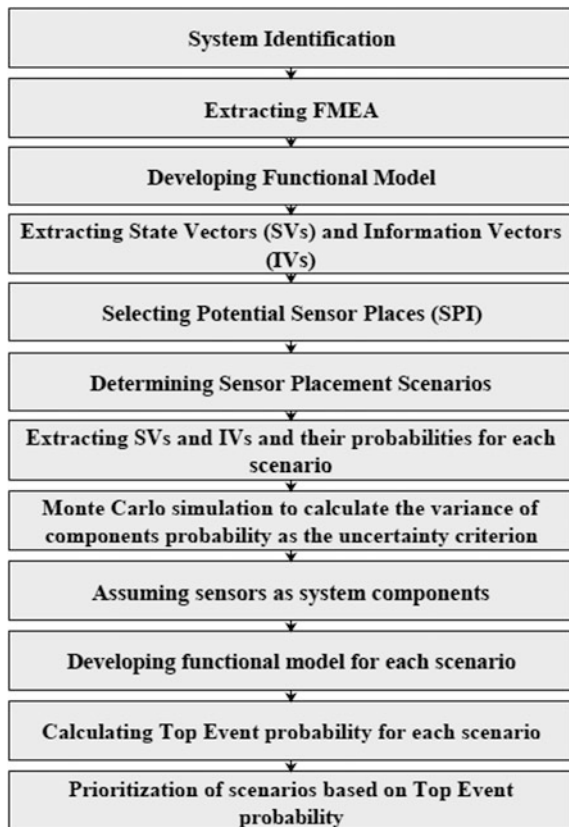 System Identification
Extracting FMEA
Developing Functional Model
Extracting State Vectors (SVs) and Information Vectors
(IVs)
Selecting Potential Sensor Places (SPI)
Determining Sensor Placement Scenarios
Extracting SVs and IVs and their probabilities for each
scenario
Monte Carlo simulation to calculate the variance of
components probability as the uncertainty criterion
Assuming sensors as system components
Developing functional model for each scenario
Calculating Top Event probability for each scenario
Prioritization of scenarios based on Top Event
probability